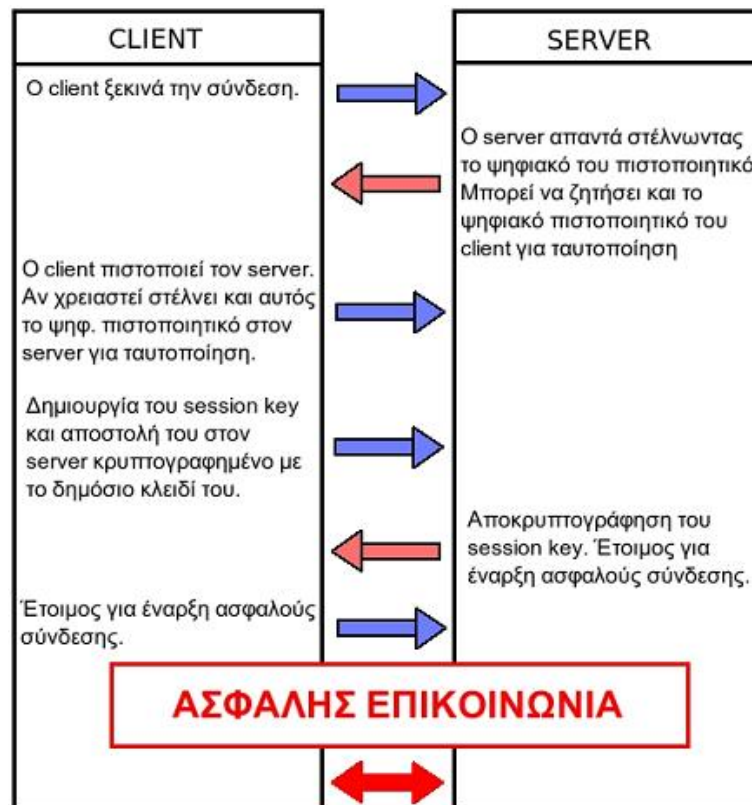 CLIENT
SERVER
Ο client ξεκινά την σύνδεση.
Ο server απαντά στέλνωντας
το ψηφιακό του πιστοποιητικό
Μπορεί να ζητήσει και το
ψηφιακό πιστοποιητικό του
client για ταυτοποίηση
Ο client πιστοποιεί τον server.
Αν χρειαστεί στέλνει και αυτός
το ψηφ. πιστοποιητικό στον
server για ταυτοποίηση.
Δημιουργία του session key
και αποστολή του στον
server κρυπτογραφημένο με
το δημόσιο κλειδί του.
Αποκρυπτογράφηση του
session key. Έτοιμος για
έναρξη ασφαλούς σύνδεσης.
Έτοιμος για έναρξη ασφαλούς
σύνδεσης.
ΑΣΦΑΛΗΣ ΕΠΙΚΟΙΝΩΝΙΑ